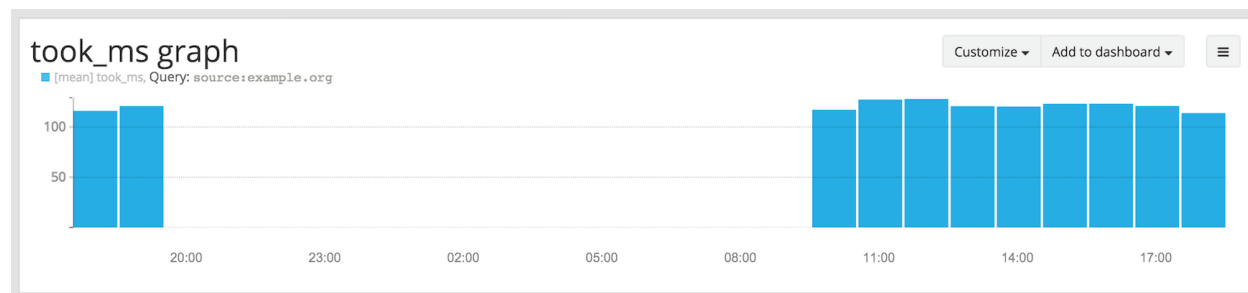 took_ms graph
Customize Add to dashboard
[mean] took_ms, Query: source:example.org
100
50
20:00 23:00 02:00 05:00 08:00 11:00 14:00 17:00